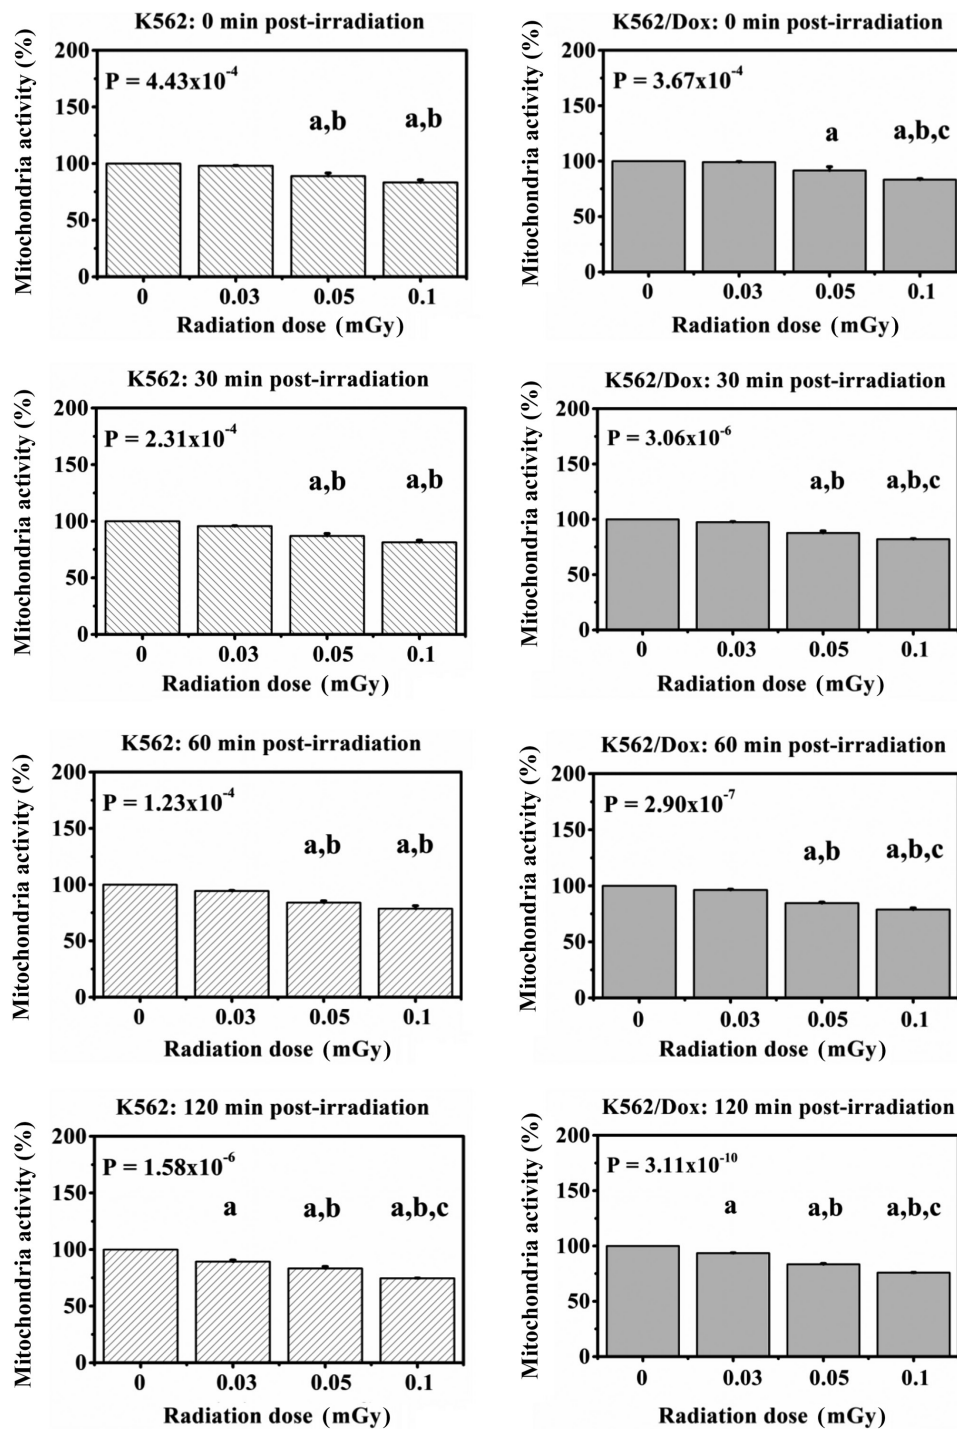 K562: 0 min post-irradiation
Mitochondria activity (%)
200
150
100
50
0
P = 4.43x10⁻⁴
a,b
a,b
0 0.03 0.05 0.1
Radiation dose (mGy)
K562/Dox: 0 min post-irradiation
Mitochondria activity (%)
200
150
100
50
0
P = 3.67x10⁻⁴
a
a,b,c
0 0.03 0.05 0.1
Radiation dose (mGy)
K562: 30 min post-irradiation
Mitochondria activity (%)
200
150
100
50
0
P = 2.31x10⁻⁴
a,b
a,b
0 0.03 0.05 0.1
Radiation dose (mGy)
K562/Dox: 30 min post-irradiation
Mitochondria activity (%)
200
150
100
50
0
P = 3.06x10⁻⁶
a,b
a,b,c
0 0.03 0.05 0.1
Radiation dose (mGy)
K562: 60 min post-irradiation
Mitochondria activity (%)
200
150
100
50
0
P = 1.23x10⁻⁴
a,b
a,b
0 0.03 0.05 0.1
Radiation dose (mGy)
K562/Dox: 60 min post-irradiation
Mitochondria activity (%)
200
150
100
50
0
P = 2.90x10⁻⁷
a,b
a,b,c
0 0.03 0.05 0.1
Radiation dose (mGy)
K562: 120 min post-irradiation
Mitochondria activity (%)
200
150
100
50
0
P = 1.58x10⁻⁶
a
a,b
a,b,c
0 0.03 0.05 0.1
Radiation dose (mGy)
K562/Dox: 120 min post-irradiation
Mitochondria activity (%)
200
150
100
50
0
P = 3.11x10⁻¹⁰
a
a,b
a,b,c
0 0.03 0.05 0.1
Radiation dose (mGy)